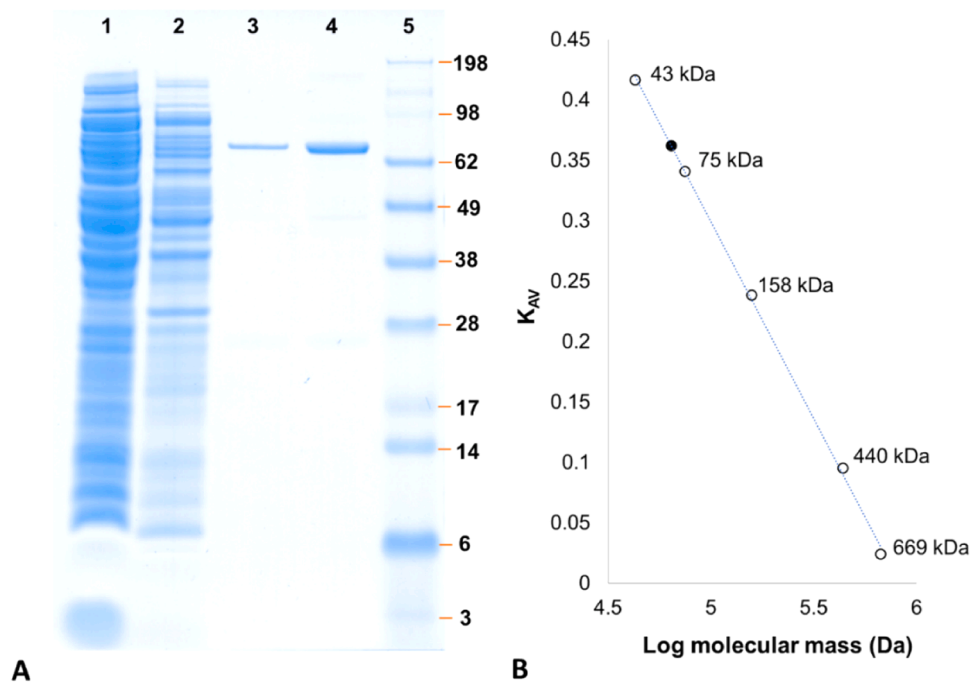 1 2 3 4 5
198
98
62
49
38
28
17
14
6
3
A
0.45
0.4
0.35
0.3
0.25
0.2
0.15
0.1
0.05
0
K_AV
43 kDa
75 kDa
158 kDa
440 kDa
669 kDa
4.5 5 5.5 6
Log molecular mass (Da)
B